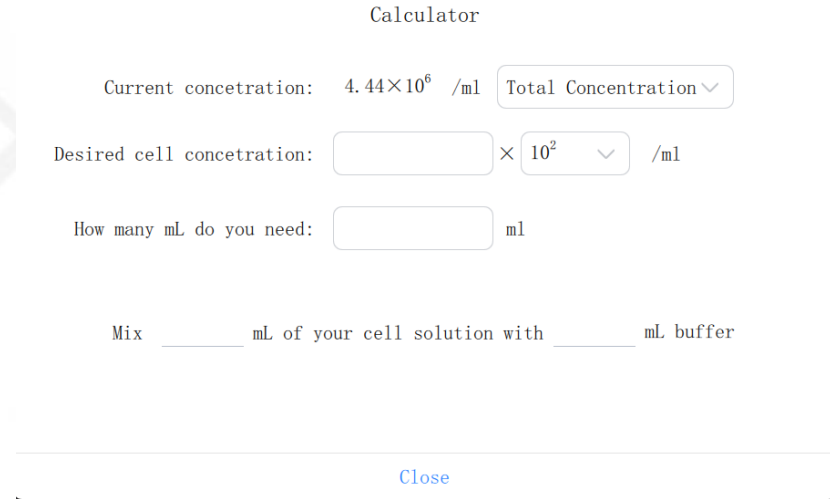 Calculator
Current concetration: 4.44×10⁶ /ml Total Concentration
Desired cell concetration: × 10² /ml
How many mL do you need: ml
Mix mL of your cell solution with mL buffer
Close